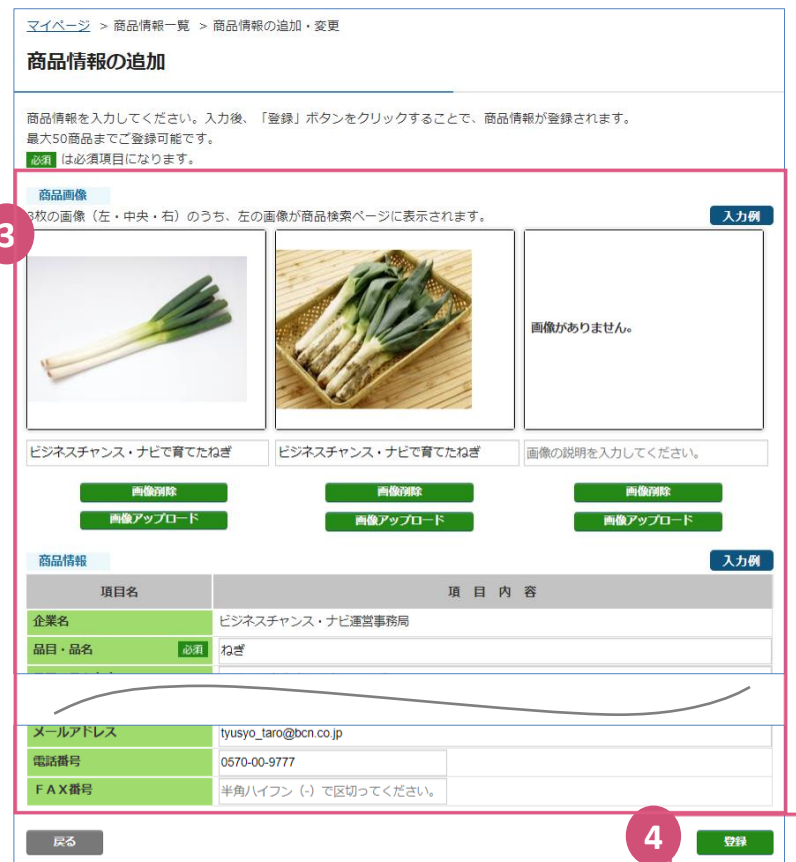 マイページ > 商品情報一覧 > 商品情報の追加・変更
商品情報の追加
商品情報を入力してください。入力後、「登録」ボタンをクリックすることで、商品情報が登録されます。
最大50商品までご登録可能です。
必須 は必須項目になります。
商品画像
3枚の画像（左・中央・右）のうち、左の画像が商品検索ページに表示されます。 入力例
3
画像がありません。
ビジネスチャンス・ナビで育てたねぎ ビジネスチャンス・ナビで育てたねぎ 画像の説明を入力してください。
画像削除 画像削除 画像削除
画像アップロード 画像アップロード 画像アップロード
商品情報 入力例
項目名 項 目 内 容
企業名 ビジネスチャンス・ナビ運営事務局
品目・品名 必須 ねぎ
メールアドレス tyusyo_taro@bcn.co.jp
電話番号 0570-00-9777
ＦＡＸ番号 半角ハイフン（-）で区切ってください。
戻る 4 登録